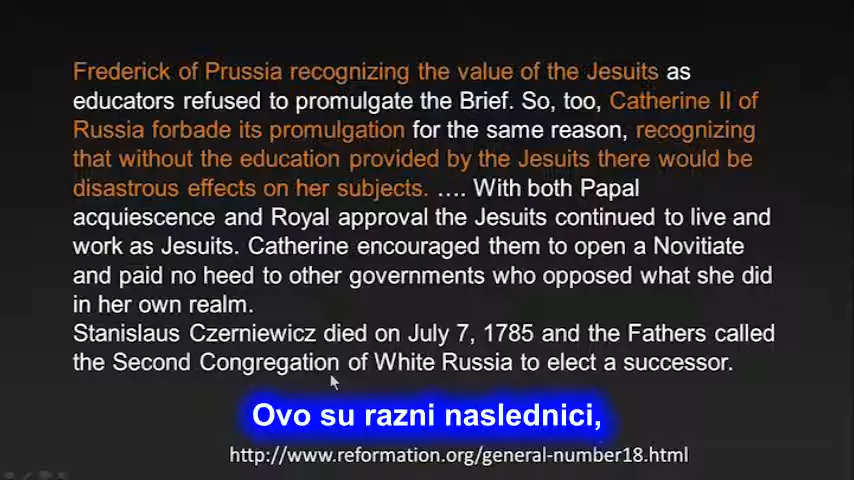 Frederick of Prussia recognizing the value of the Jesuits as
educators refused to promulgate the Brief. So, too, Catherine II of
Russia forbade its promulgation for the same reason, recognizing
that without the education provided by the Jesuits there would be
disastrous effects on her subjects. …. With both Papal
acquiescence and Royal approval the Jesuits continued to live and
work as Jesuits. Catherine encouraged them to open a Novitiate
and paid no heed to other governments who opposed what she did
in her own realm.
Stanislaus Czerniewicz died on July 7, 1785 and the Fathers called
the Second Congregation of White Russia to elect a successor.
Ovo su razni naslednici,
http://www.reformation.org/general-number18.html